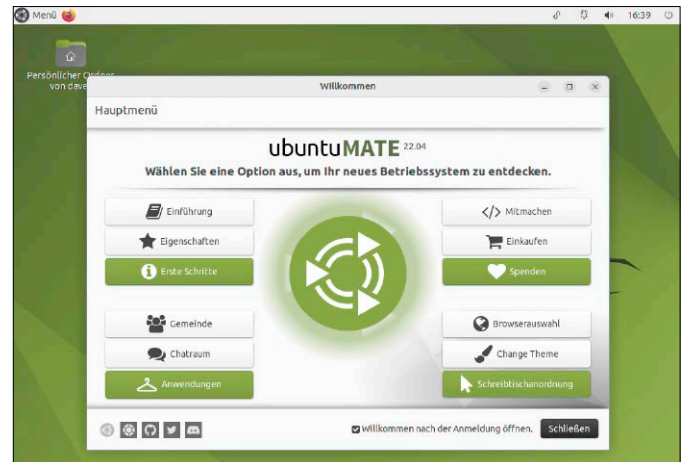 Menü
16:39
Persönlicher Ordner
von dave
Willkommen
Hauptmenü
ubuntuMATE 22.04
Wählen Sie eine Option aus, um Ihr neues Betriebssystem zu entdecken.
Einführung
Eigenschaften
Erste Schritte
Gemeinde
Chatraum
Anwendungen
Mitmachen
Einkaufen
Spenden
Browserauswahl
Change Theme
Schreibtischanordnung
Willkommen nach der Anmeldung öffnen.
Schließen